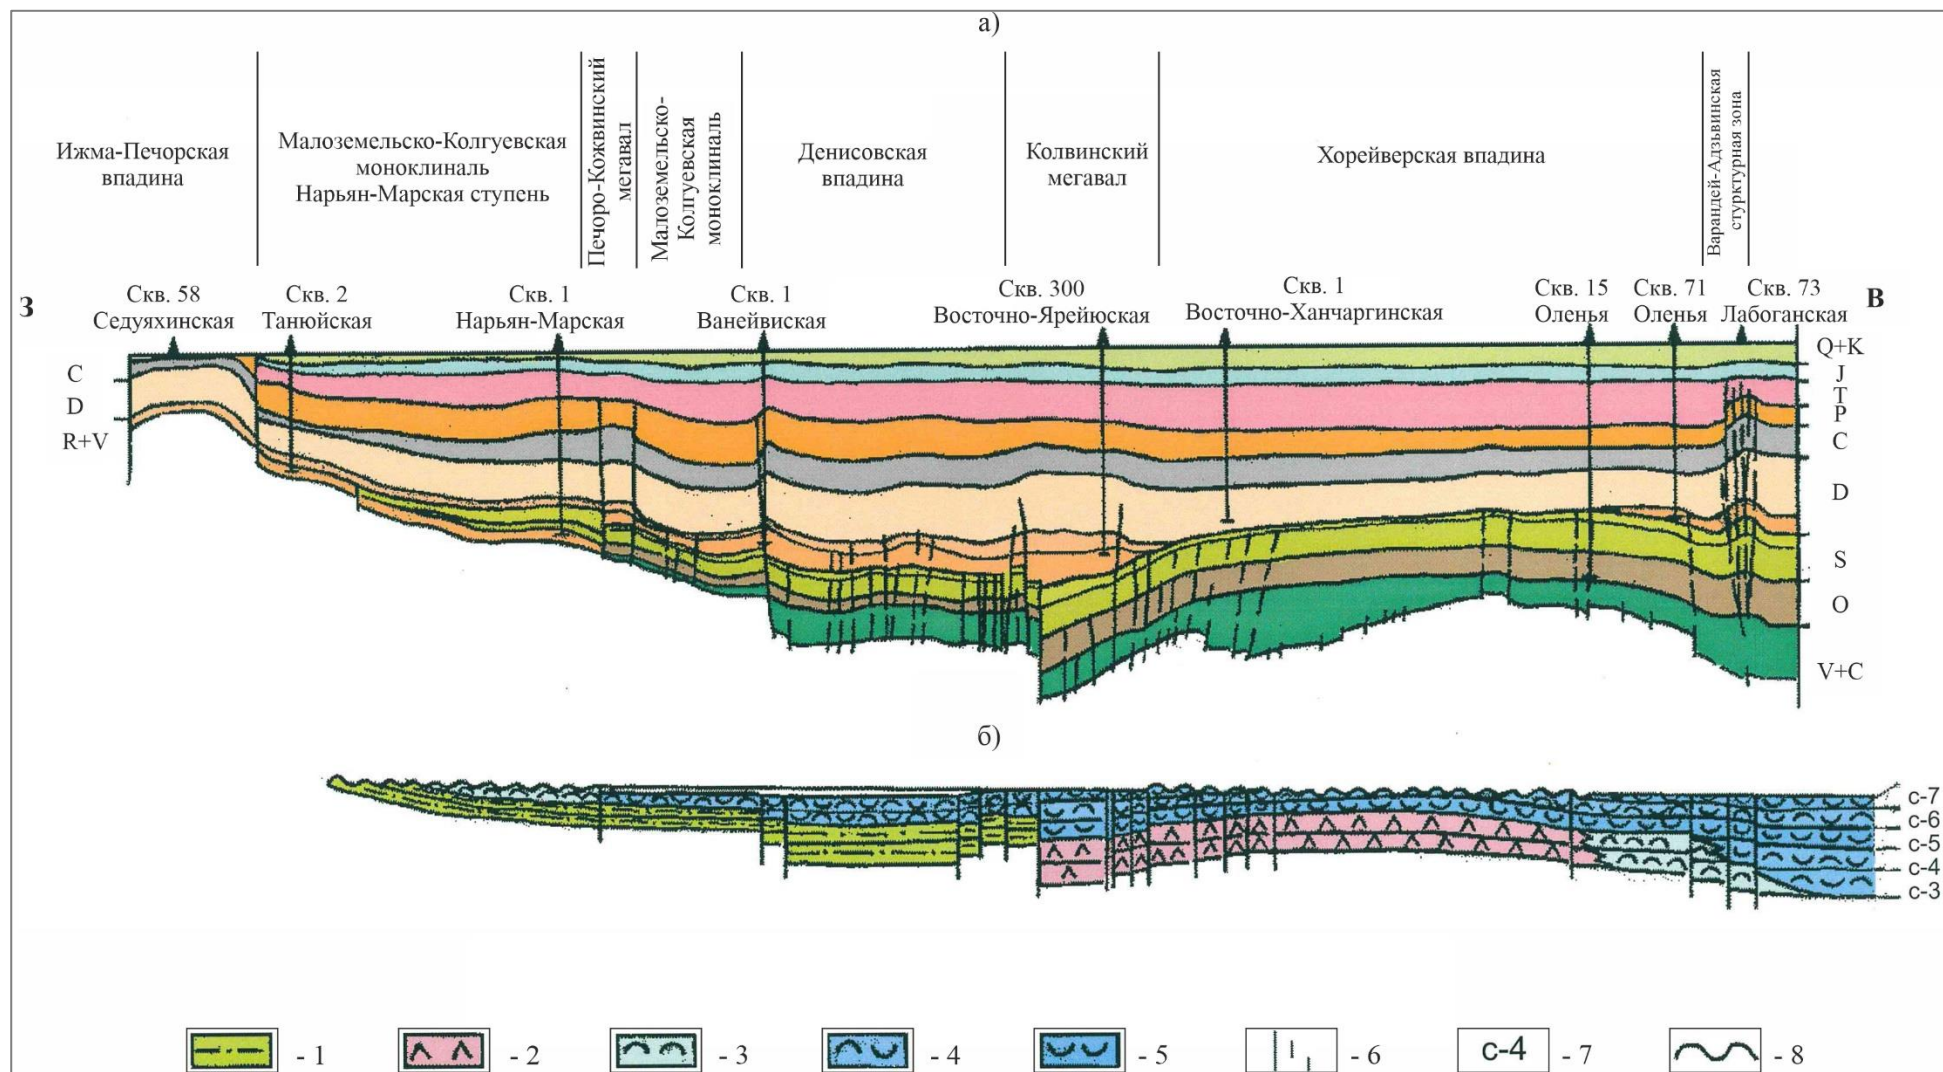 а)
Ижма-Печорская
впадина
Малоземельско-Колгуевская
моноклиналь
Нарьян-Марская ступень
Печоро-Кожвинский
мегавал
Малоземельско-
Колгуевская
моноклиналь
Денисовская
впадина
Колвинский
мегавал
Хорейверская впадина
Варандей-Адзьвинская
стурктурная зона
З
Скв. 58
Седуяхинская
Скв. 2
Танюйская
Скв. 1
Нарьян-Марская
Скв. 1
Ванейвиская
Скв. 300
Восточно-Ярейюская
Скв. 1
Восточно-Ханчаргинская
Скв. 15
Оленья
Скв. 71
Оленья
Скв. 73
Лабоганская
В
C
D
R+V
Q+K
J
T
P
C
D
S
O
V+C
б)
с-7
с-6
с-5
с-4
с-3
- 1
- 2
- 3
- 4
- 5
- 6
с-4 - 7
- 8